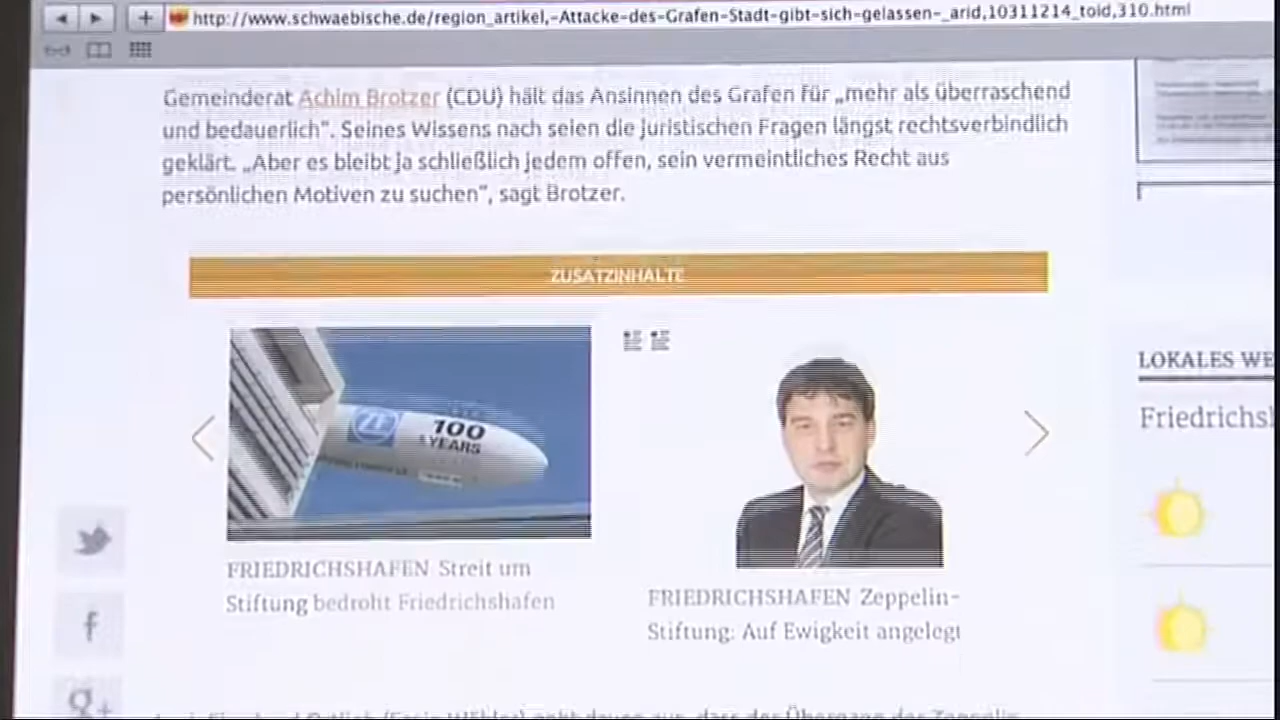 http://www.schwaebische.de/region_artikel,-Attacke-des-Grafen-Stadt-gibt-sich-gelassen-_arid,10311214_toid,310.html
Gemeinderat Achim Brotzer (CDU) hält das Ansinnen des Grafen für „mehr als überraschend
und bedauerlich". Seines Wissens nach seien die juristischen Fragen längst rechtsverbindlich
geklärt. „Aber es bleibt ja schließlich jedem offen, sein vermeintliches Recht aus
persönlichen Motiven zu suchen", sagt Brotzer.
ZUSATZINHALTE
ZF
100
YEARS
FRIEDRICHSHAFEN Streit um
Stiftung bedroht Friedrichshafen
FRIEDRICHSHAFEN Zeppelin-
Stiftung: Auf Ewigkeit angelegt
LOKALES WE
Friedrichsh
g+